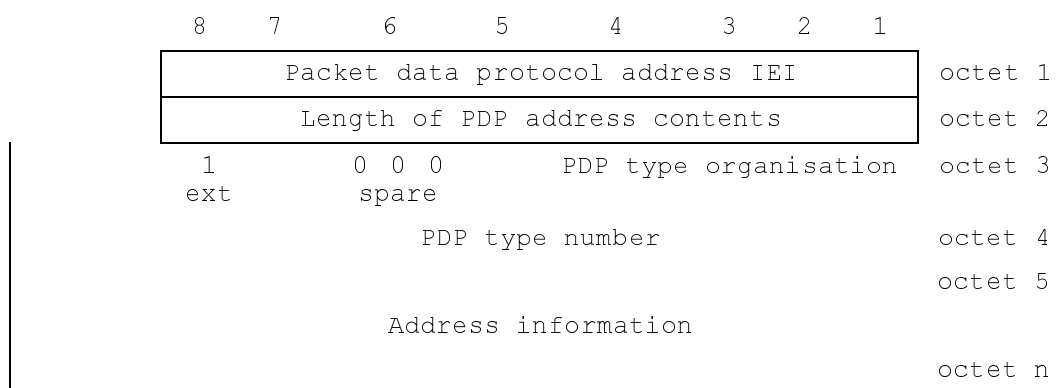 8 7 6 5 4 3 2 1
Packet data protocol address IEI octet 1
Length of PDP address contents octet 2
1 0 0 0 PDP type organisation octet 3
ext spare
PDP type number octet 4
octet 5
Address information
octet n